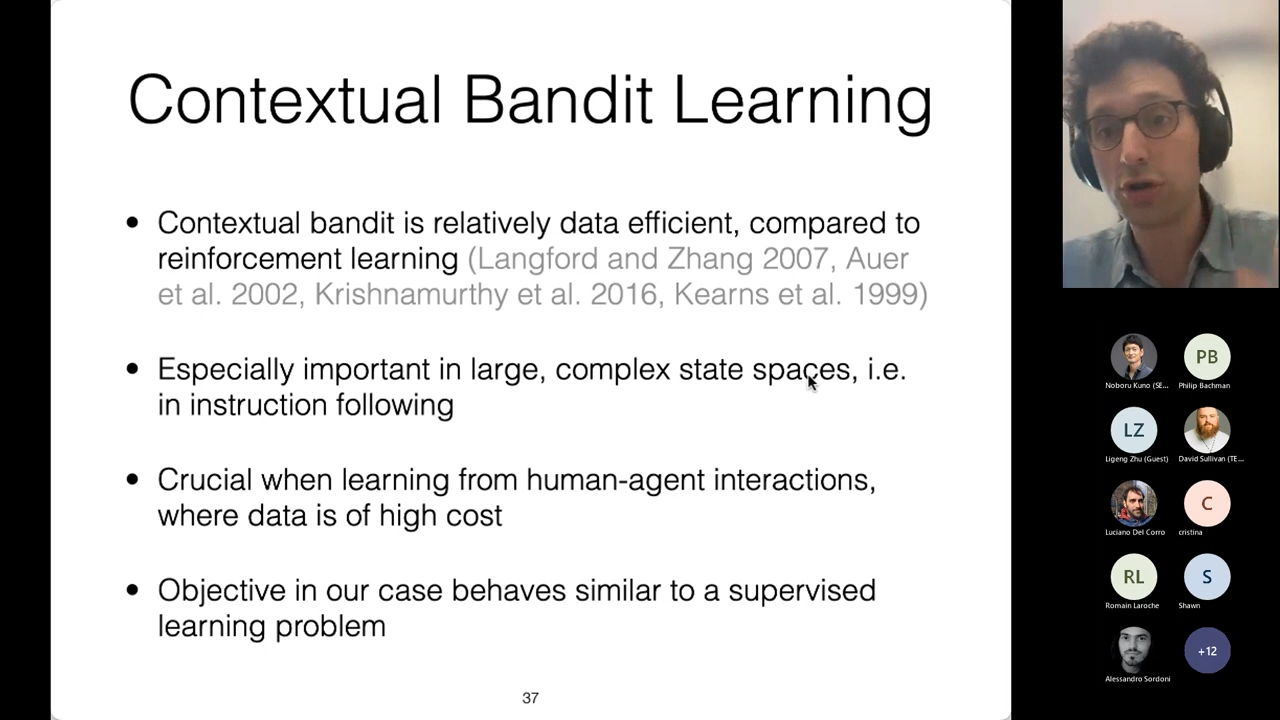 Contextual Bandit Learning
• Contextual bandit is relatively data efficient, compared to
reinforcement learning (Langford and Zhang 2007, Auer
et al. 2002, Krishnamurthy et al. 2016, Kearns et al. 1999)
• Especially important in large, complex state spaces, i.e.
in instruction following
• Crucial when learning from human-agent interactions,
where data is of high cost
• Objective in our case behaves similar to a supervised
learning problem
37
PB
Noboru Kuno (SE... Philip Bachman
LZ
Ligeng Zhu (Guest) David Sullivan (TE...
C
Luciano Del Corro cristina
RL S
Romain Laroche Shawn
+12
Alessandro Sordoni